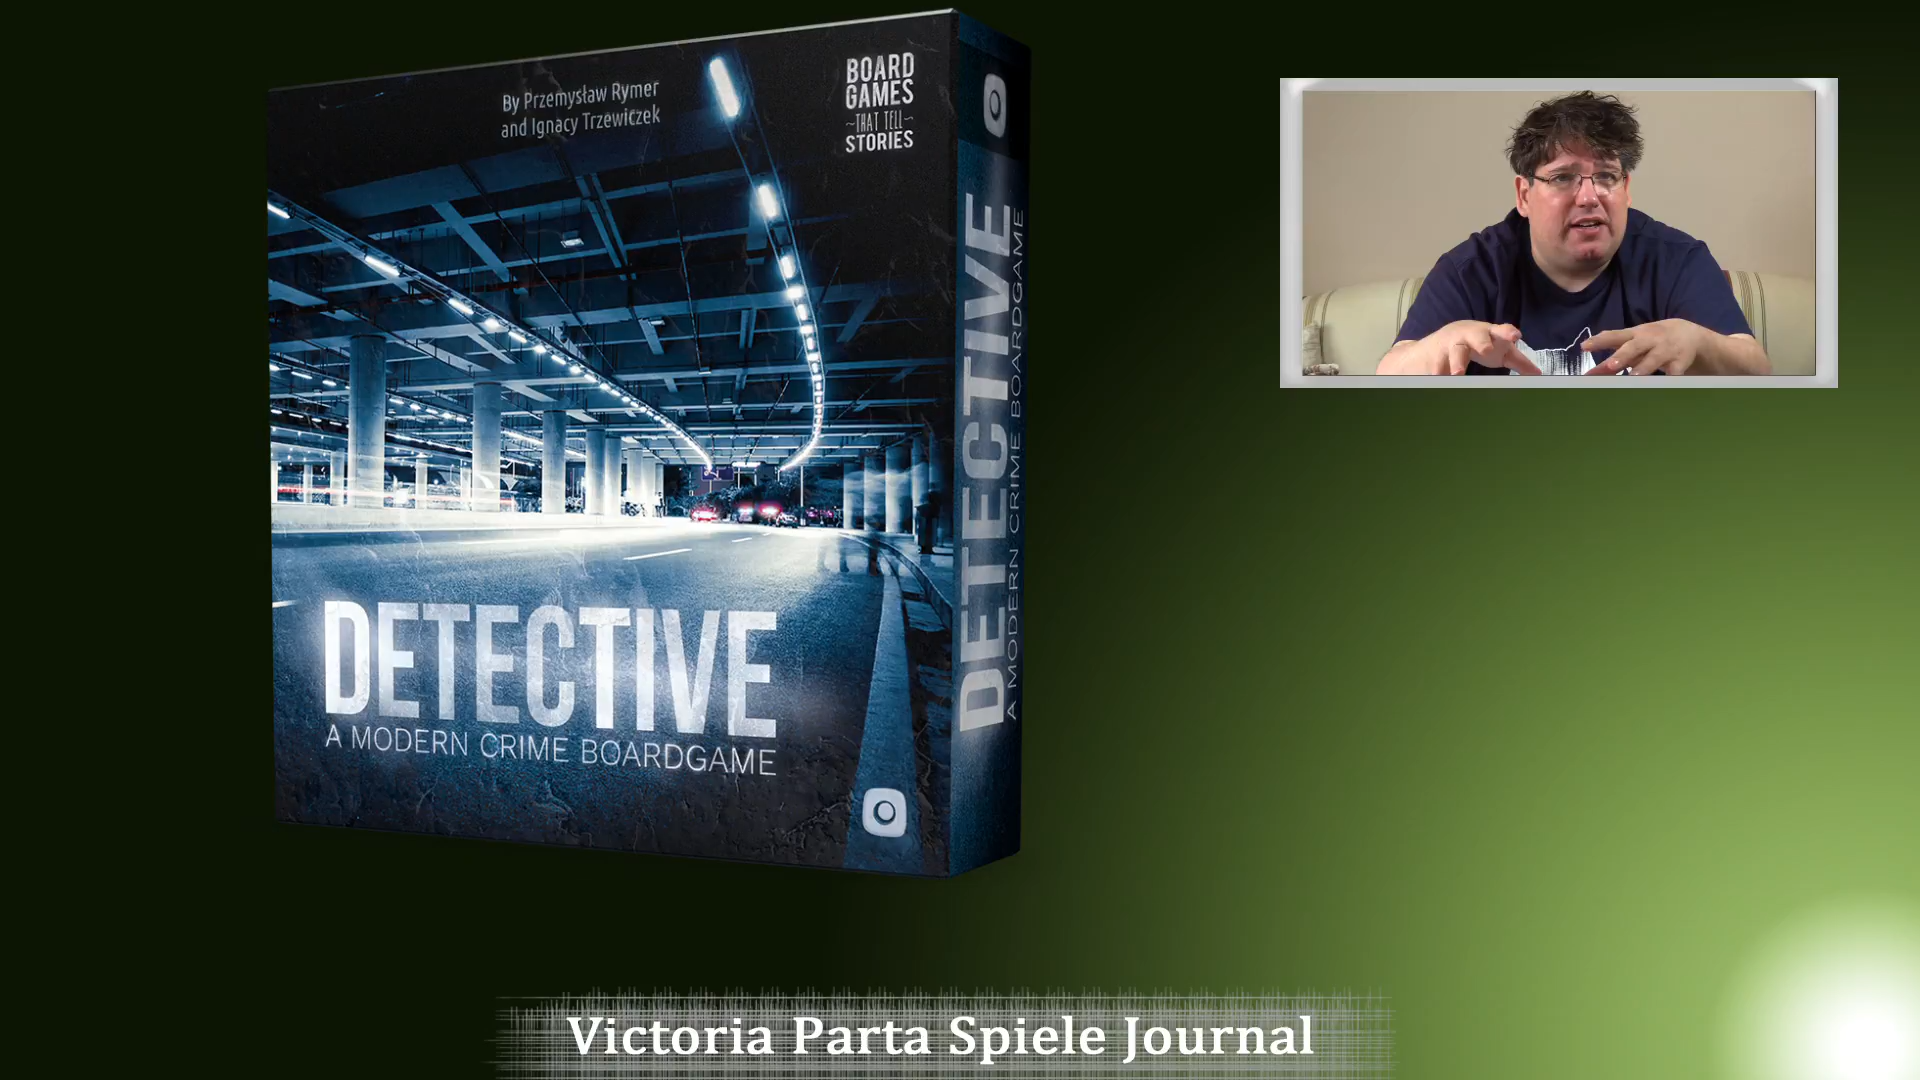 By Przemysław Rymer
and Ignacy Trzewiczek
BOARD
GAMES
~THAT TELL~
STORIES
DETECTIVE
A MODERN CRIME BOARDGAME
DETECTIVE
A MODERN CRIME BOARDGAME
Victoria Parta Spiele Journal